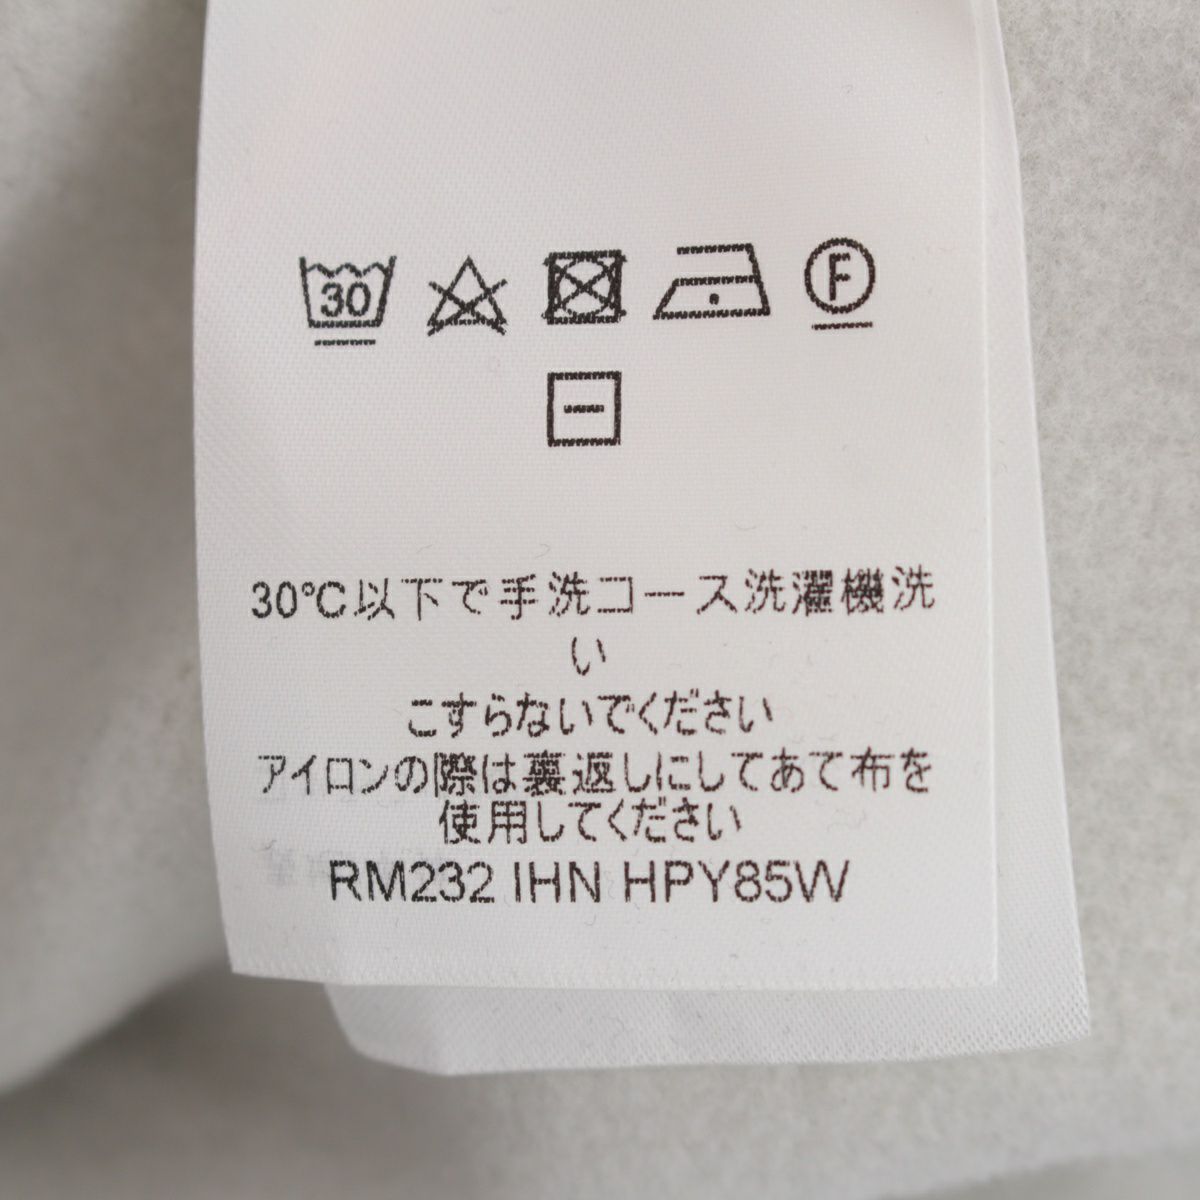 30
F
30℃以下で手洗コース洗濯機洗
い
こすらないでください
アイロンの際は裏返しにしてあて布を
使用してください
RM232 IHN HPY85W